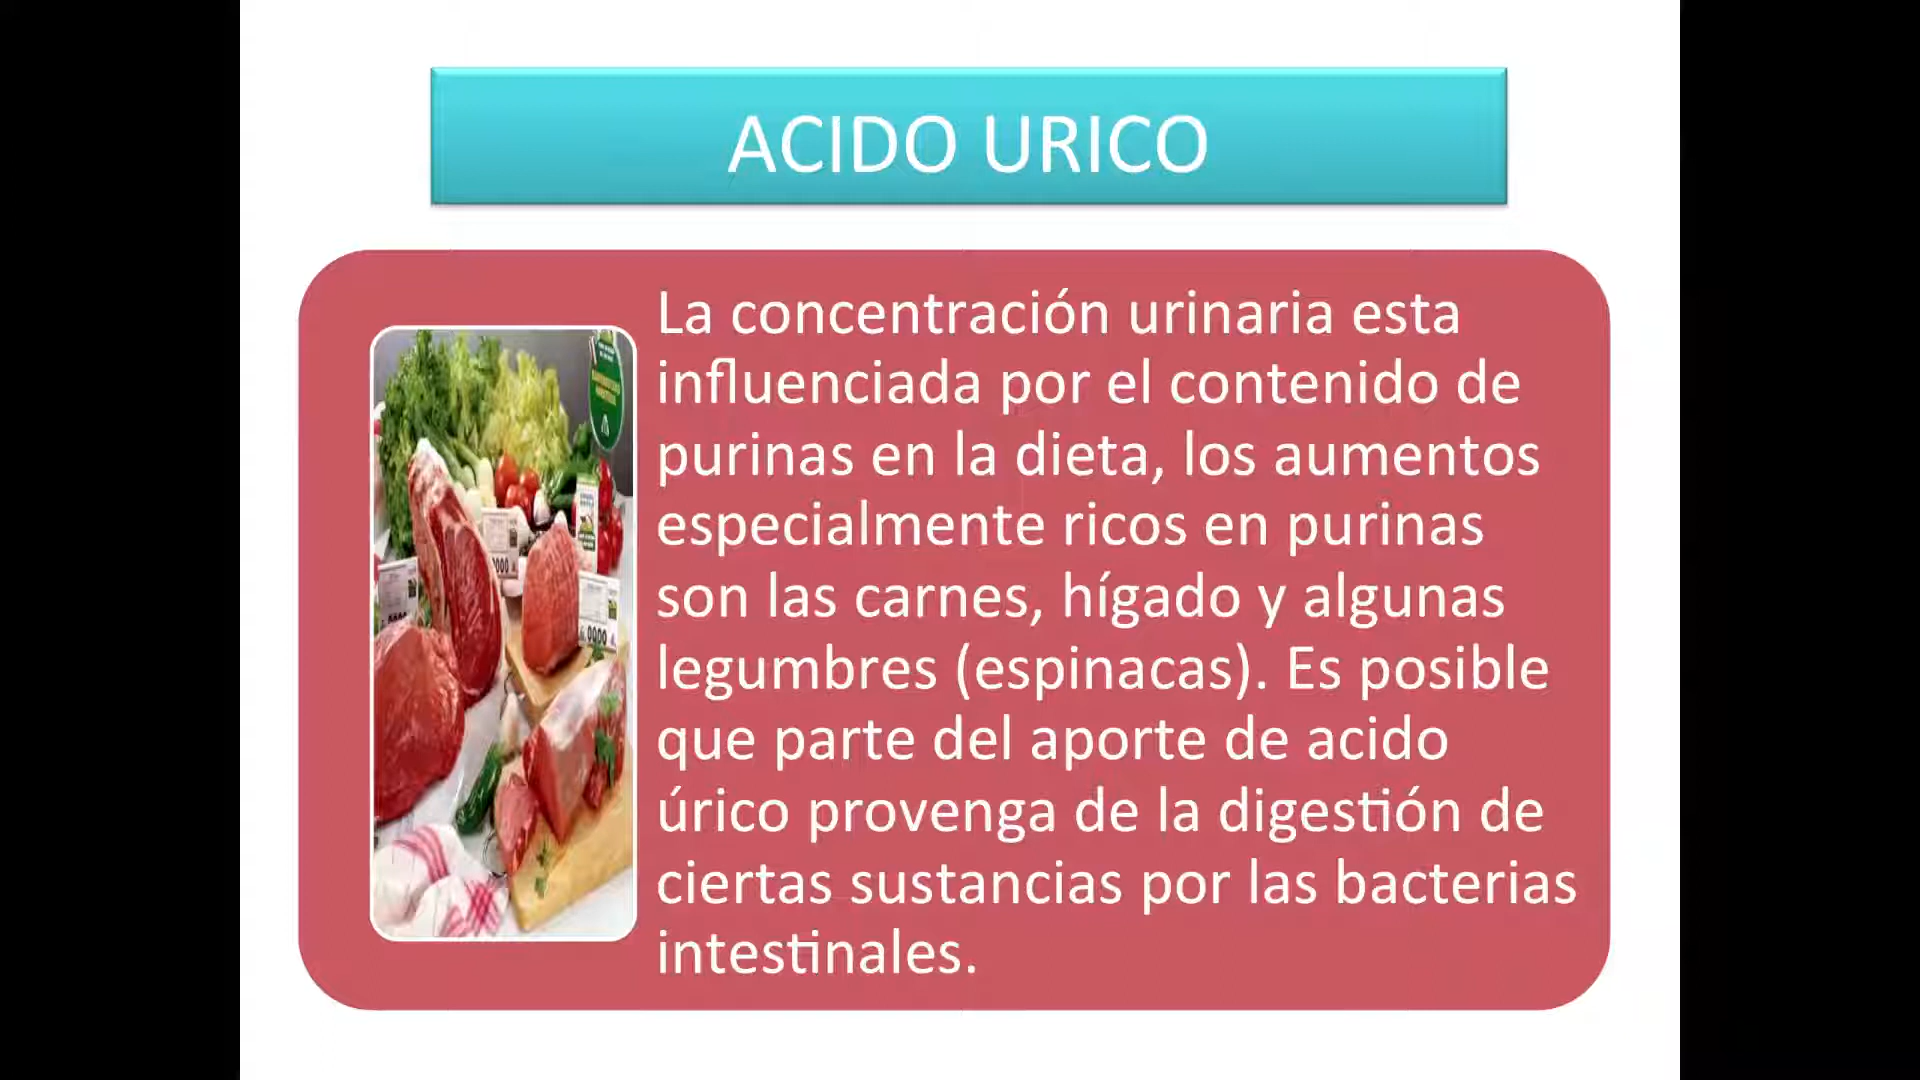 ACIDO URICO
La concentración urinaria esta
influenciada por el contenido de
purinas en la dieta, los aumentos
especialmente ricos en purinas
son las carnes, hígado y algunas
legumbres (espinacas). Es posible
que parte del aporte de acido
úrico provenga de la digestión de
ciertas sustancias por las bacterias
intestinales.